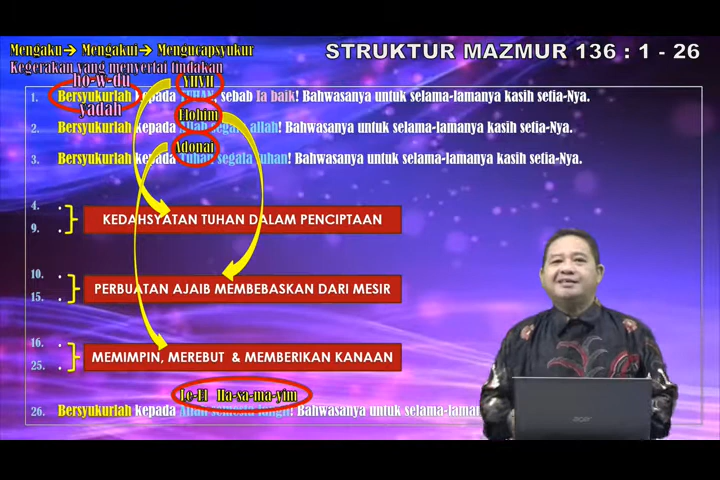 Mengaku→ Mengakui→ Mengucapsyukur
STRUKTUR MAZMUR 136 : 1 - 26
Kegerakan yang menyertai tindakan
ho-w-du
YHVH
1. Bersyukurlah kepada TUHAN, sebab Ia baik! Bahwasanya untuk selama-lamanya kasih setia-Nya.
yadah
Elohim
2. Bersyukurlah kepada Allah segala allah! Bahwasanya untuk selama-lamanya kasih setia-Nya.
Adonai
3. Bersyukurlah kepada Tuhan segala tuhan! Bahwasanya untuk selama-lamanya kasih setia-Nya.
4. .
KEDAHSYATAN TUHAN DALAM PENCIPTAAN
9. .
10. .
PERBUATAN AJAIB MEMBEBASKAN DARI MESIR
15. .
16. .
MEMIMPIN, MEREBUT & MEMBERIKAN KANAAN
25. .
Le-El Ha-sa-ma-yim
26. Bersyukurlah kepada Allah semesta langit! Bahwasanya untuk selama-laman
acer